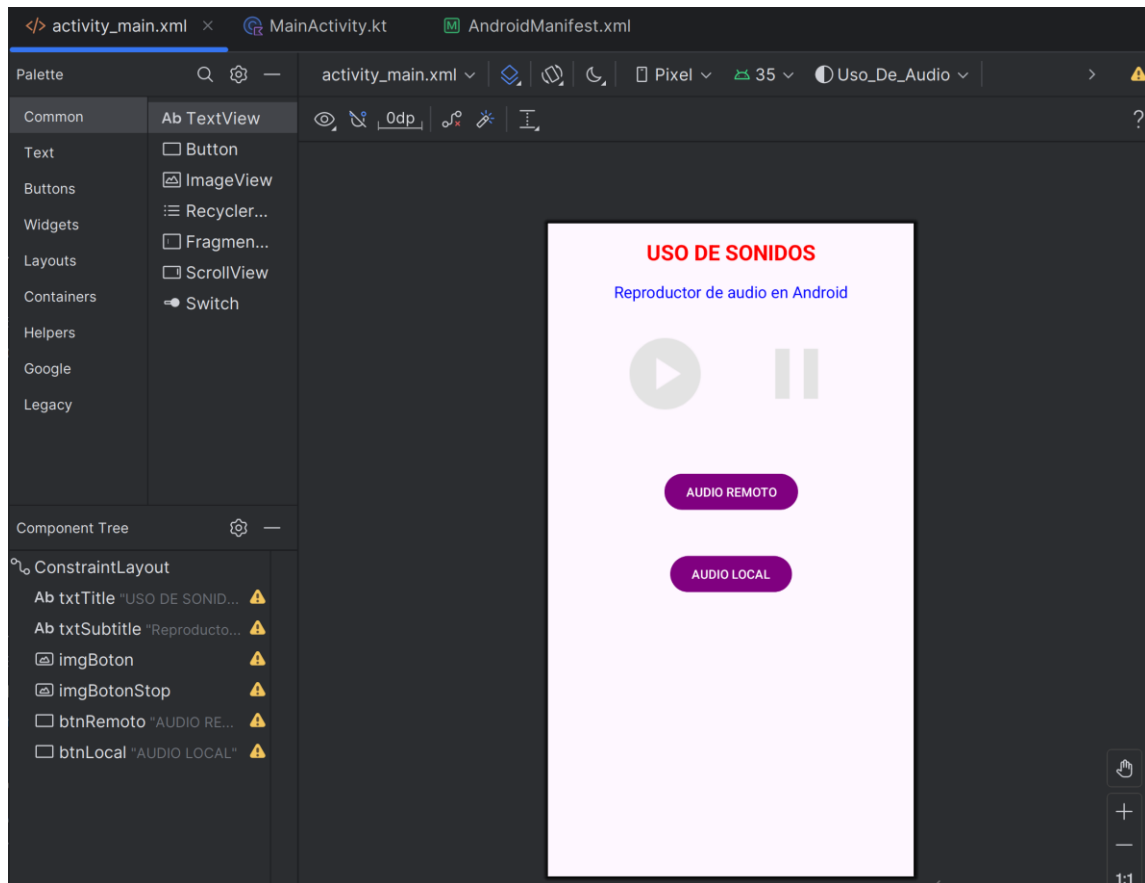 </> activity_main.xml × MainActivity.kt AndroidManifest.xml
Palette
activity_main.xml Pixel 35 Uso_De_Audio
Common
Text
Buttons
Widgets
Layouts
Containers
Helpers
Google
Legacy
Ab TextView
Button
ImageView
Recycler...
Fragmen...
ScrollView
Switch
0dp
?
USO DE SONIDOS
Reproductor de audio en Android
AUDIO REMOTO
AUDIO LOCAL
Component Tree
ConstraintLayout
Ab txtTitle "USO DE SONID...
Ab txtSubtitle "Reproducto...
imgBoton
imgBotonStop
btnRemoto "AUDIO RE...
btnLocal "AUDIO LOCAL"
1:1